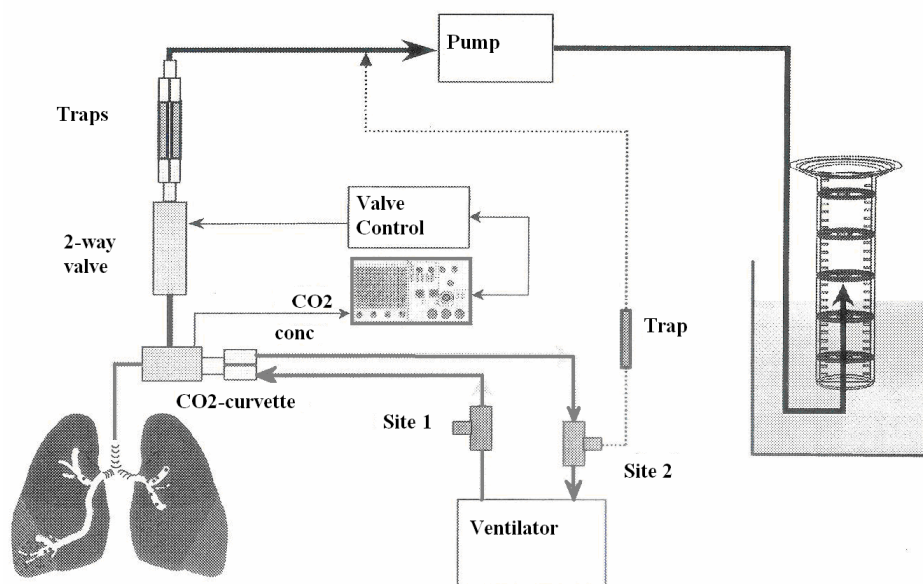 Pump
Traps
Valve
Control
2-way
valve
CO2
conc
Trap
CO2-curvette
Site 1
Site 2
Ventilator